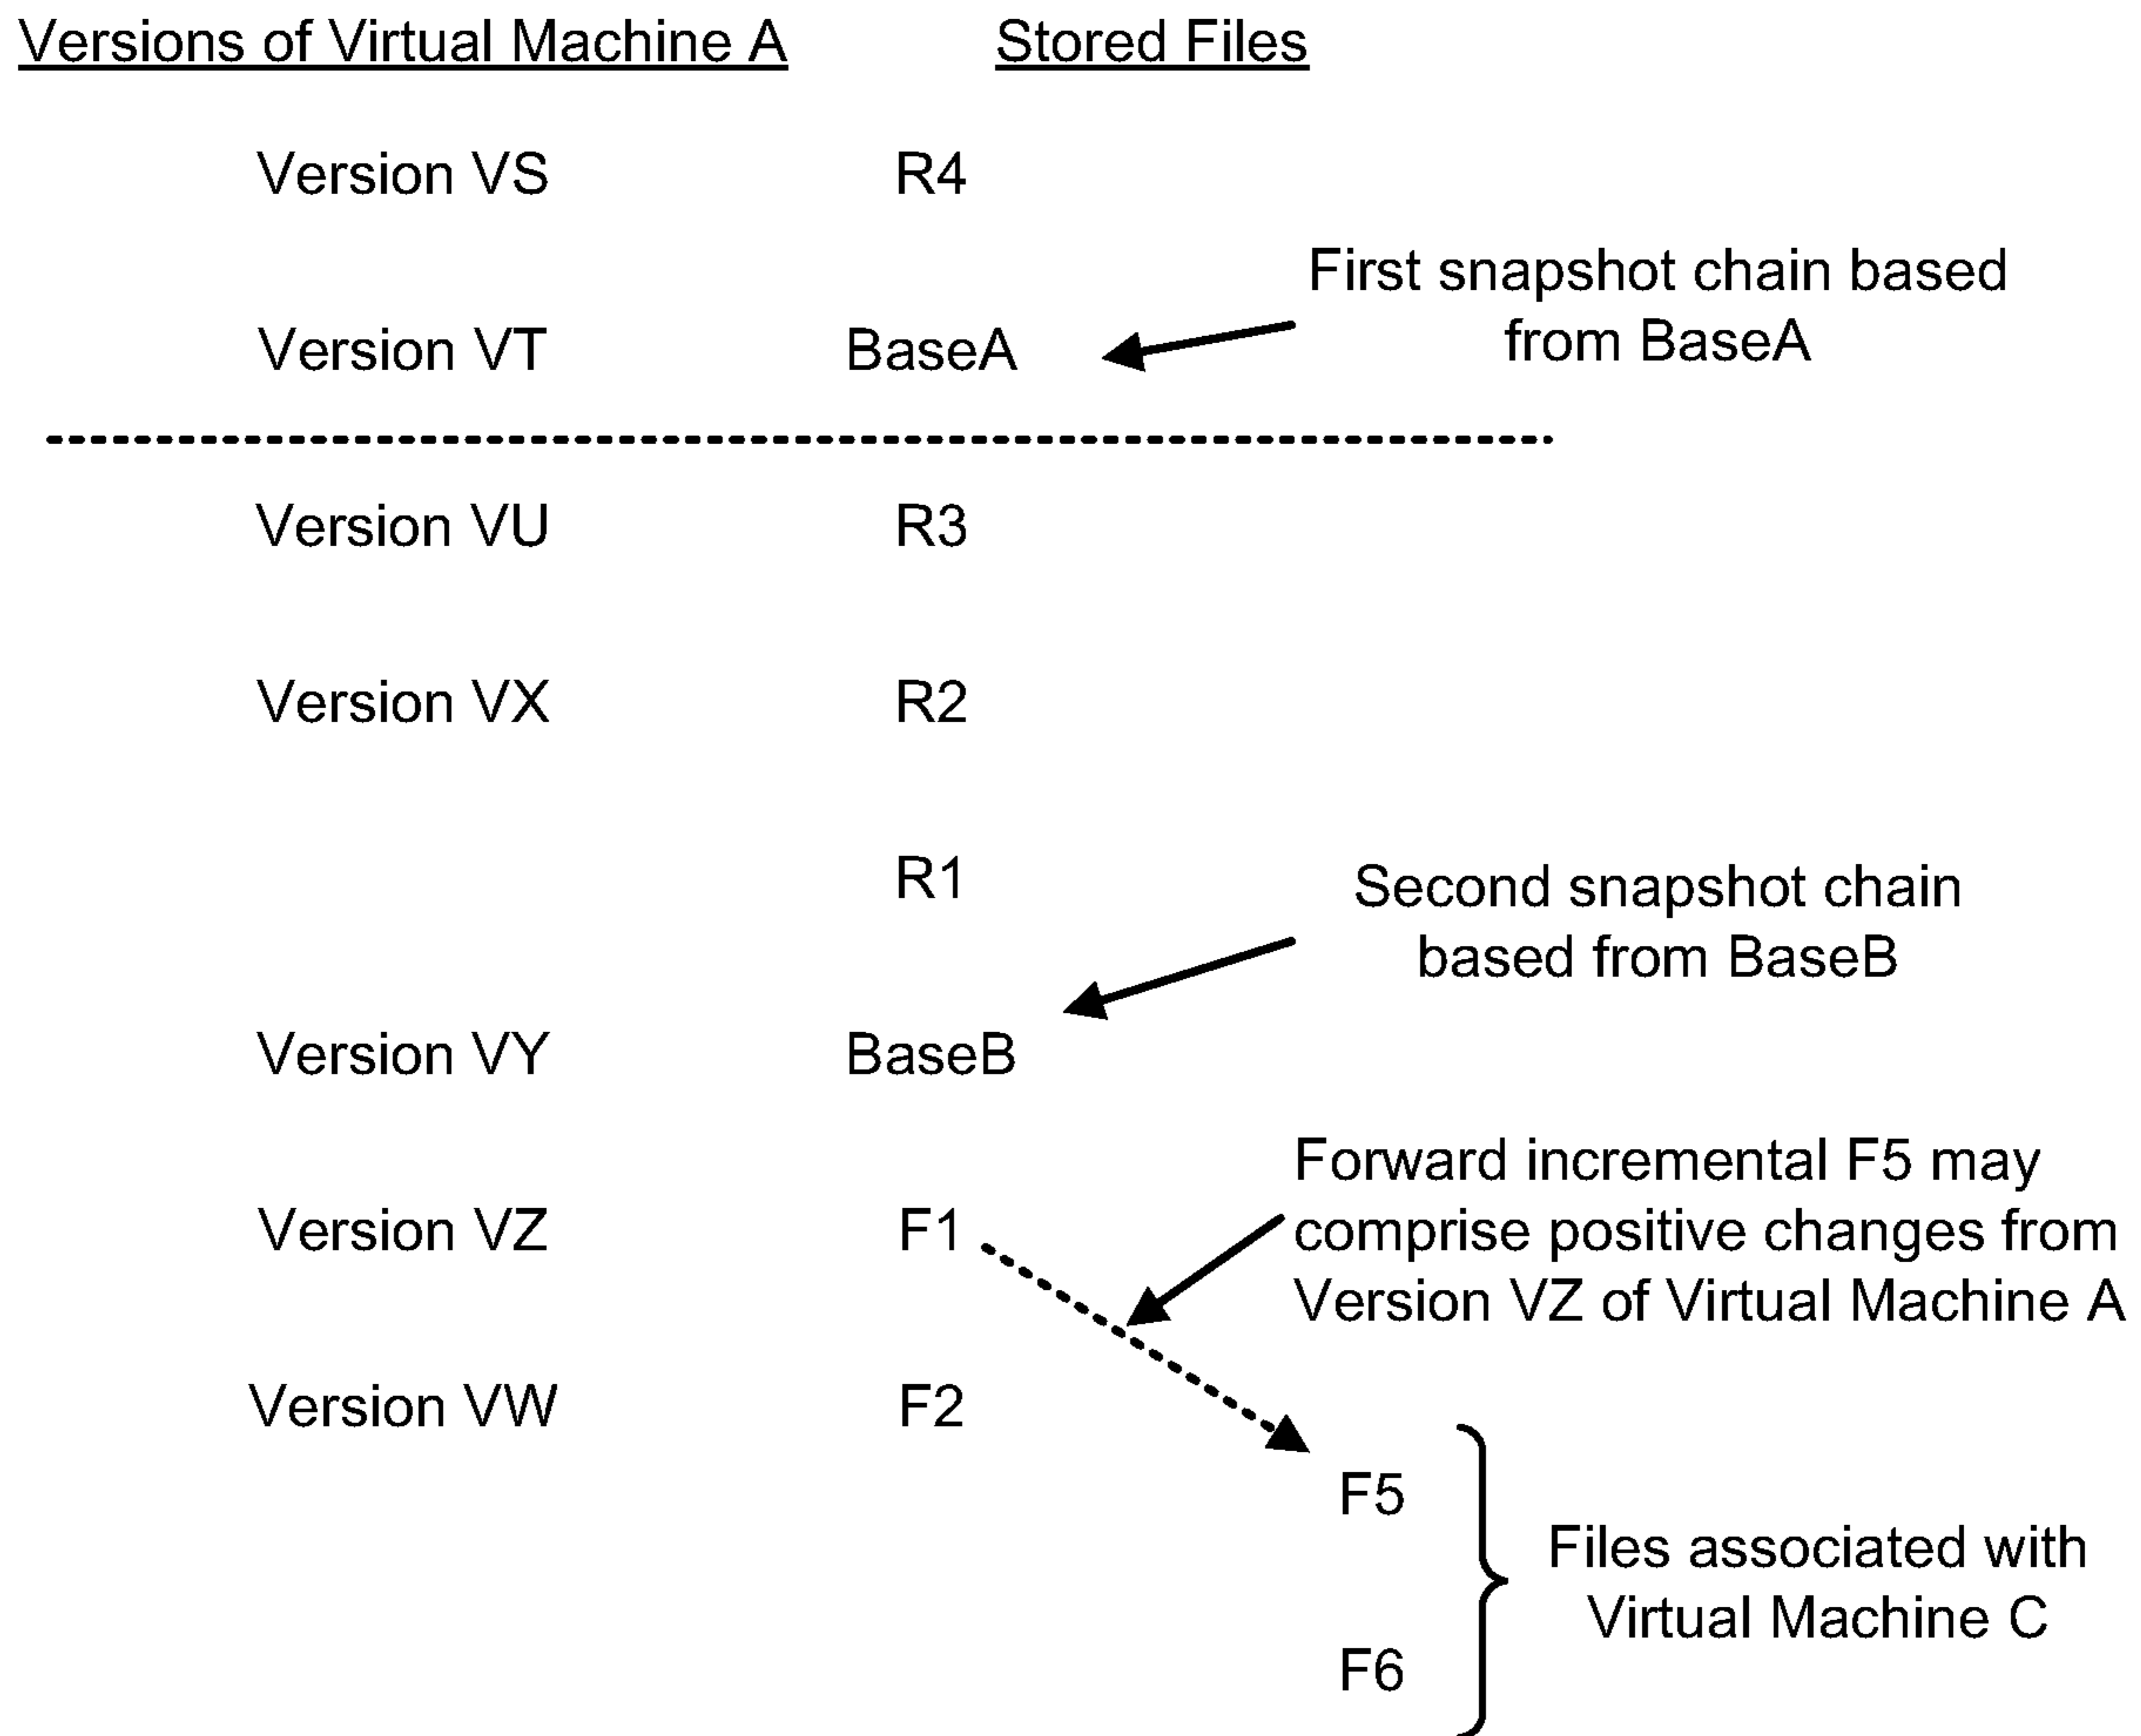 Versions of Virtual Machine A Stored Files
Version VS R4
First snapshot chain based
from BaseA
Version VT BaseA
Version VU R3
Version VX R2
R1
Second snapshot chain
based from BaseB
Version VY BaseB
Forward incremental F5 may
comprise positive changes from
Version VZ of Virtual Machine A
Version VZ F1
Version VW F2
F5
Files associated with
Virtual Machine C
F6